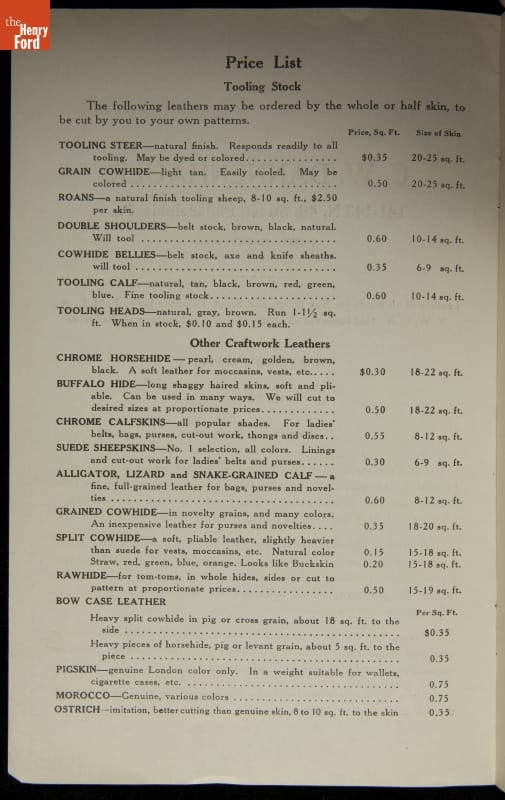 the
Henry
Ford
Price List
Tooling Stock
The following leathers may be ordered by the whole or half skin, to
be cut by you to your own patterns.
Price, Sq. Ft. Size of Skin
TOOLING STEER—natural finish. Responds readily to all
tooling. May be dyed or colored................ $0.35 20-25 sq. ft.
GRAIN COWHIDE—light tan. Easily tooled. May be
colored .................................... 0.50 20-25 sq. ft.
ROANS—a natural finish tooling sheep, 8-10 sq. ft., $2.50
per skin.
DOUBLE SHOULDERS—belt stock, brown, black, natural.
Will tool .................................. 0.60 10-14 sq. ft.
COWHIDE BELLIES—belt stock, axe and knife sheaths.
will tool ................................... 0.35 6-9 sq. ft.
TOOLING CALF—natural, tan, black, brown, red, green,
blue. Fine tooling stock...................... 0.60 10-14 sq. ft.
TOOLING HEADS—natural, gray, brown. Run 1-1½ sq.
ft. When in stock, $0.10 and $0.15 each.
Other Craftwork Leathers
CHROME HORSEHIDE—pearl, cream, golden, brown,
black. A soft leather for moccasins, vests, etc..... $0.30 18-22 sq. ft.
BUFFALO HIDE—long shaggy haired skins, soft and pli-
able. Can be used in many ways. We will cut to
desired sizes at proportionate prices............. 0.50 18-22 sq. ft.
CHROME CALFSKINS—all popular shades. For ladies'
belts, bags, purses, cut-out work, thongs and discs.. 0.55 8-12 sq. ft.
SUEDE SHEEPSKINS—No. 1 selection, all colors. Linings
and cut-out work for ladies' belts and purses...... 0.30 6-9 sq. ft.
ALLIGATOR, LIZARD and SNAKE-GRAINED CALF—a
fine, full-grained leather for bags, purses and novel-
ties ....................................... 0.60 8-12 sq. ft.
GRAINED COWHIDE—in novelty grains, and many colors.
An inexpensive leather for purses and novelties.... 0.35 18-20 sq. ft.
SPLIT COWHIDE—a soft, pliable leather, slightly heavier
than suede for vests, moccasins, etc. Natural color 0.15 15-18 sq. ft.
Straw, red, green, blue, orange. Looks like Buckskin 0.20 15-18 sq. ft.
RAWHIDE—for tom-toms, in whole hides, sides or cut to
pattern at proportionate prices................. 0.50 15-19 sq. ft.
BOW CASE LEATHER
Per Sq. Ft.
Heavy split cowhide in pig or cross grain, about 18 sq. ft. to the
side ................................................ $0.35
Heavy pieces of horsehide, pig or levant grain, about 5 sq. ft. to the
piece ............................................... 0.35
PIGSKIN—genuine London color only. In a weight suitable for wallets,
cigarette cases, etc. ..................................... 0.75
MOROCCO—Genuine, various colors ............................. 0.75
OSTRICH—imitation, better cutting than genuine skin, 8 to 10 sq. ft. to the skin 0.35